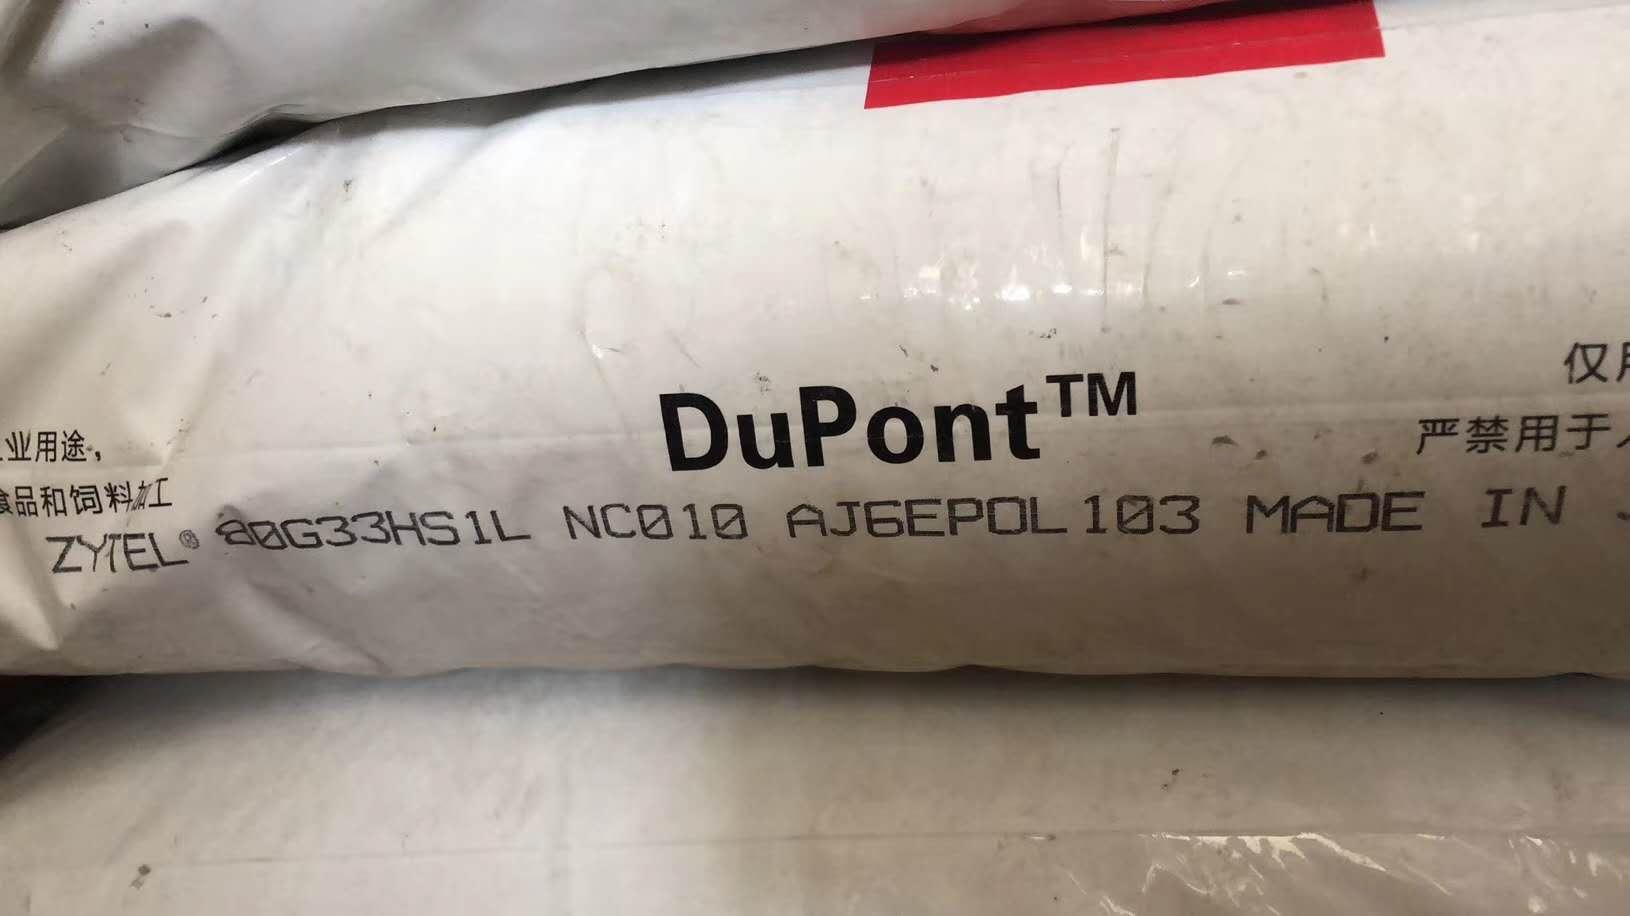 业用途，
食品和饲料加工
DuPont™
仅用
严禁用于
ZYTEL® 80G33HS1L NC010 AJ6EPOL103 MADE IN